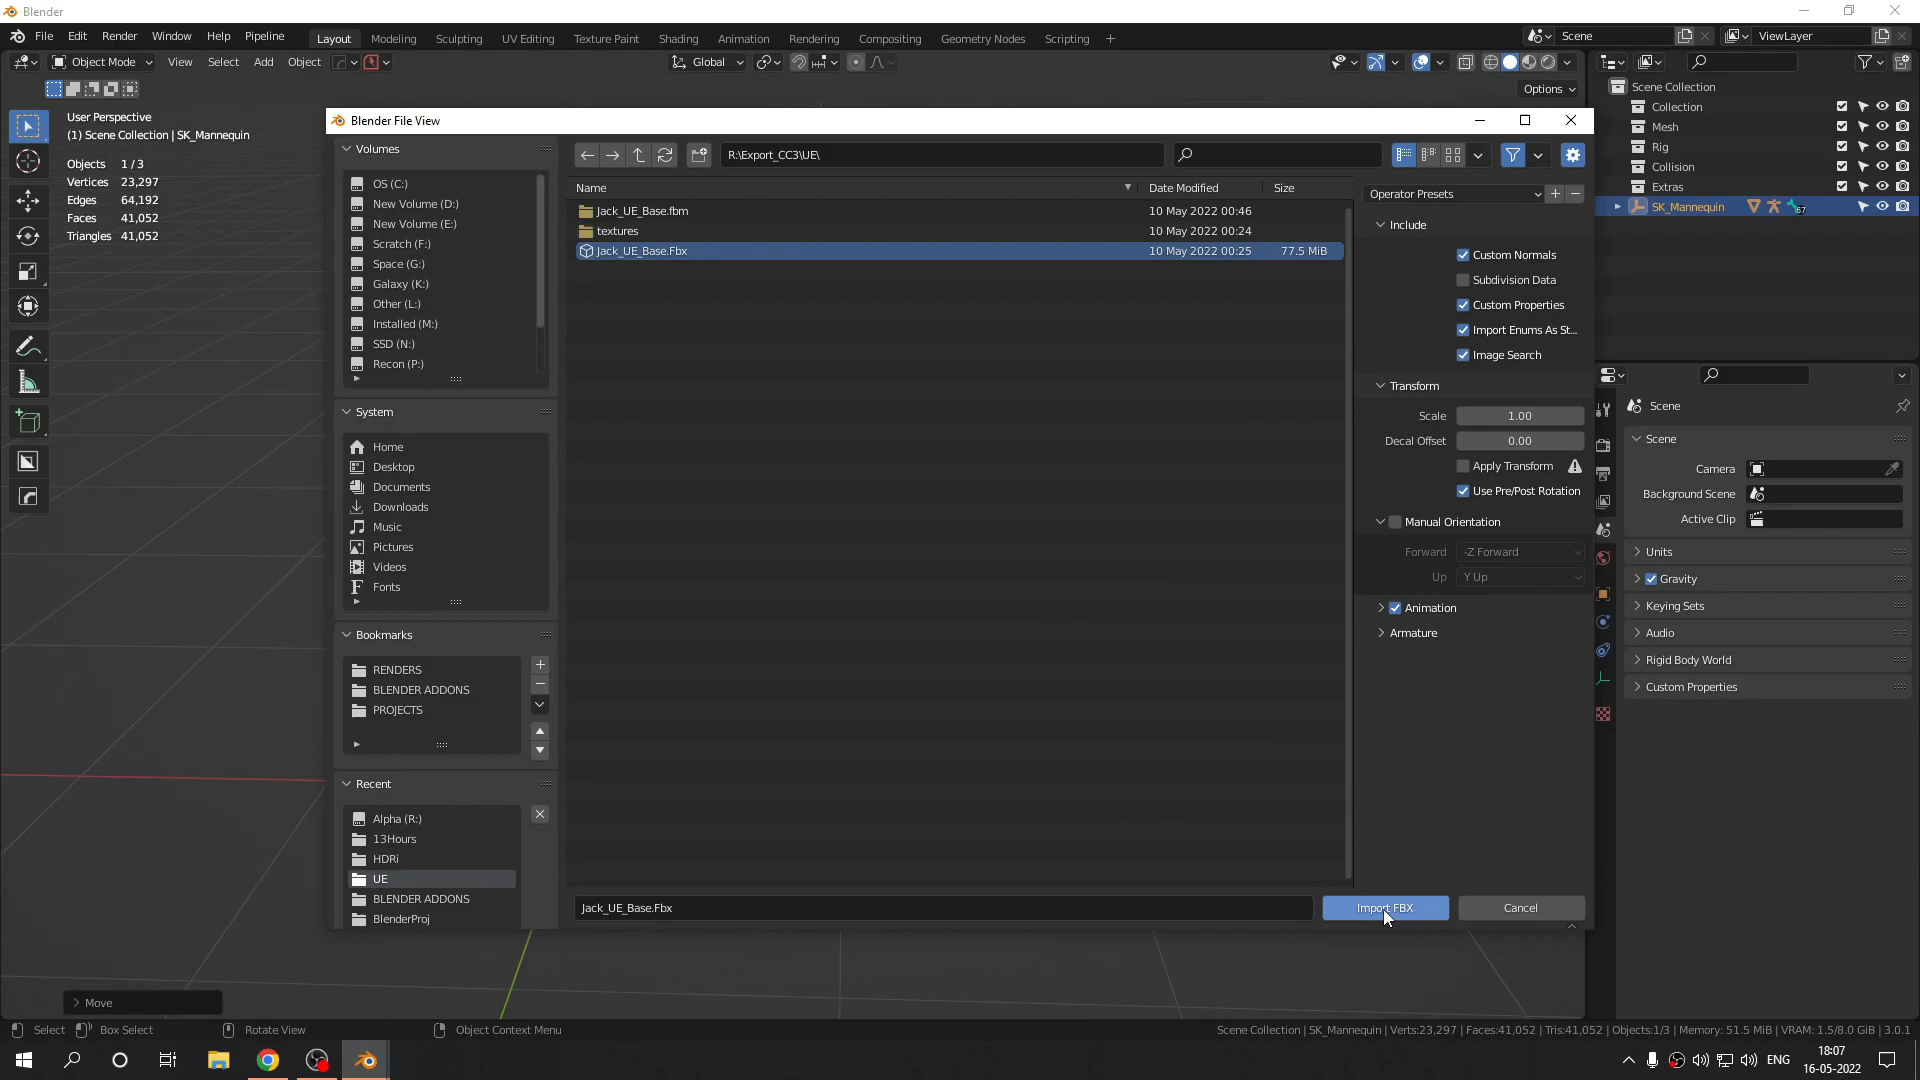 Blender
File Edit Render Window Help Pipeline Layout Modeling Sculpting UV Editing Texture Paint Shading Animation Rendering Compositing Geometry Nodes Scripting + Scene ViewLayer
Object Mode View Select Add Object Global
Options
User Perspective
(1) Scene Collection | SK_Mannequin
Objects 1 / 3
Vertices 23,297
Edges 64,192
Faces 41,052
Triangles 41,052
Blender File View
Volumes
OS (C:)
New Volume (D:)
New Volume (E:)
Scratch (F:)
Space (G:)
Galaxy (K:)
Other (L:)
Installed (M:)
SSD (N:)
Recon (P:)
System
Home
Desktop
Documents
Downloads
Music
Pictures
Videos
Fonts
Bookmarks
RENDERS
BLENDER ADDONS
PROJECTS
Recent
Alpha (R:)
13Hours
HDRi
UE
BLENDER ADDONS
BlenderProj
R:\Export_CC3\UE\
Name Date Modified Size
Jack_UE_Base.fbm 10 May 2022 00:46
textures 10 May 2022 00:24
Jack_UE_Base.Fbx 10 May 2022 00:25 77.5 MiB
Jack_UE_Base.Fbx Import FBX Cancel
Operator Presets
Include
Custom Normals
Subdivision Data
Custom Properties
Import Enums As St...
Image Search
Transform
Scale 1.00
Decal Offset 0.00
Apply Transform
Use Pre/Post Rotation
Manual Orientation
Forward -Z Forward
Up Y Up
Animation
Armature
Scene Collection
Collection
Mesh
Rig
Collision
Extras
SK_Mannequin 67
Scene
Scene
Camera
Background Scene
Active Clip
Units
Gravity
Keying Sets
Audio
Rigid Body World
Custom Properties
Move
Select Box Select Rotate View Object Context Menu Scene Collection | SK_Mannequin | Verts:23,297 | Faces:41,052 | Tris:41,052 | Objects:1/3 | Memory: 51.5 MiB | VRAM: 1.5/8.0 GiB | 3.0.1
ENG 18:07
16-05-2022